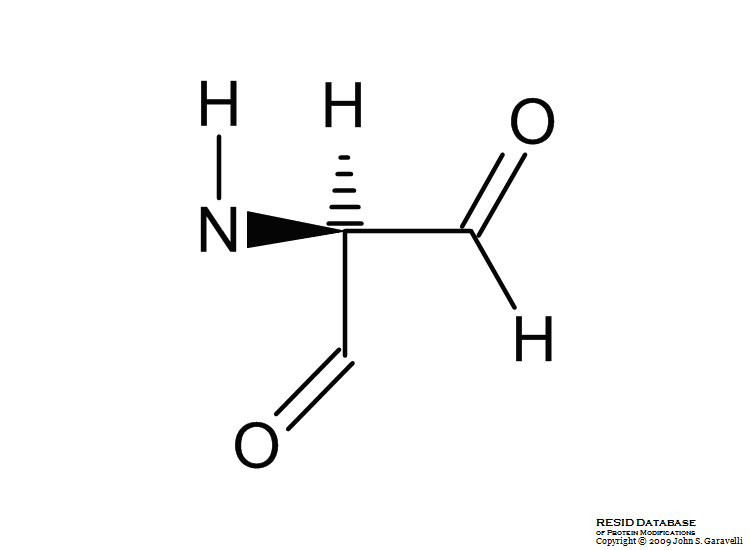 H H
O
N
H
O
RESID DATABASE
OF PROTEIN MODIFICATIONS
Copyright © 2009 John S. Garavelli